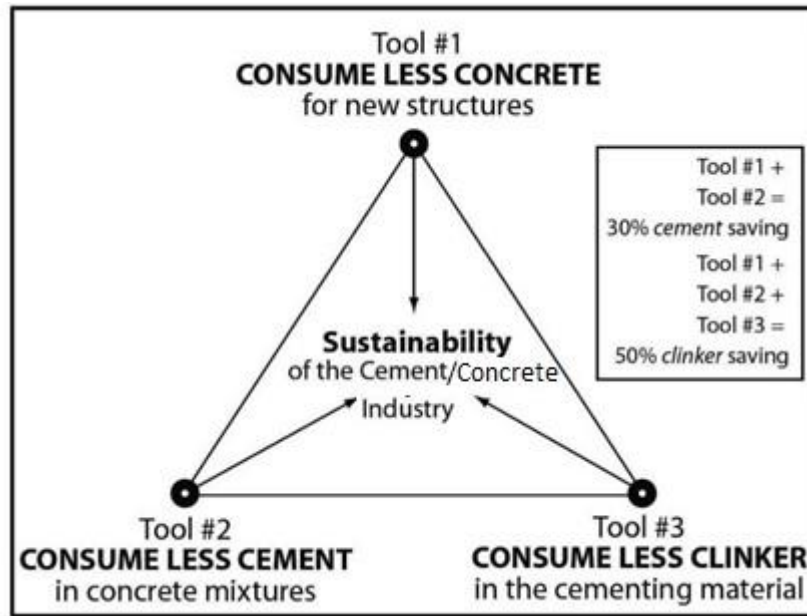 Tool #1
CONSUME LESS CONCRETE
for new structures
Tool #1 +
Tool #2 =
30% cement saving
Tool #1 +
Tool #2 +
Tool #3 =
50% clinker saving
Sustainability
of the Cement/Concrete
Industry
Tool #2
CONSUME LESS CEMENT
in concrete mixtures
Tool #3
CONSUME LESS CLINKER
in the cementing material